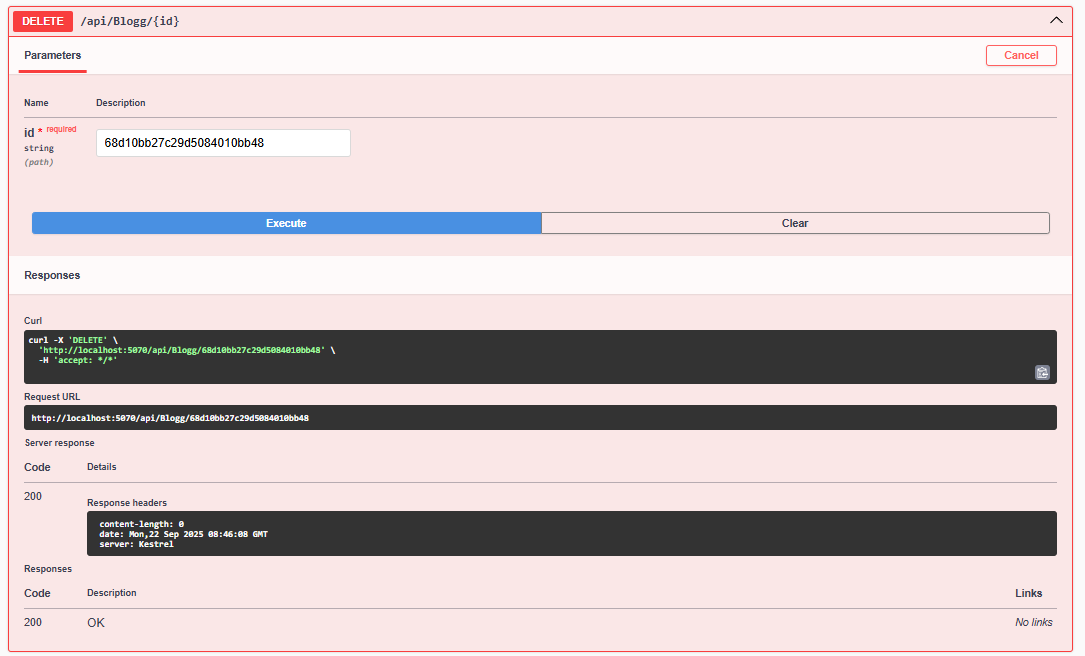 DELETE /api/Blogg/{id}
Parameters
Cancel
Name Description
id * required
string
(path)
68d10bb27c29d5084010bb48
Execute Clear
Responses
Curl
curl -X 'DELETE' \
'http://localhost:5070/api/Blogg/68d10bb27c29d5084010bb48' \
-H 'accept: */*'
Request URL
http://localhost:5070/api/Blogg/68d10bb27c29d5084010bb48
Server response
Code Details
200
Response headers
content-length: 0
date: Mon,22 Sep 2025 08:46:08 GMT
server: Kestrel
Responses
Code Description Links
200 OK No links